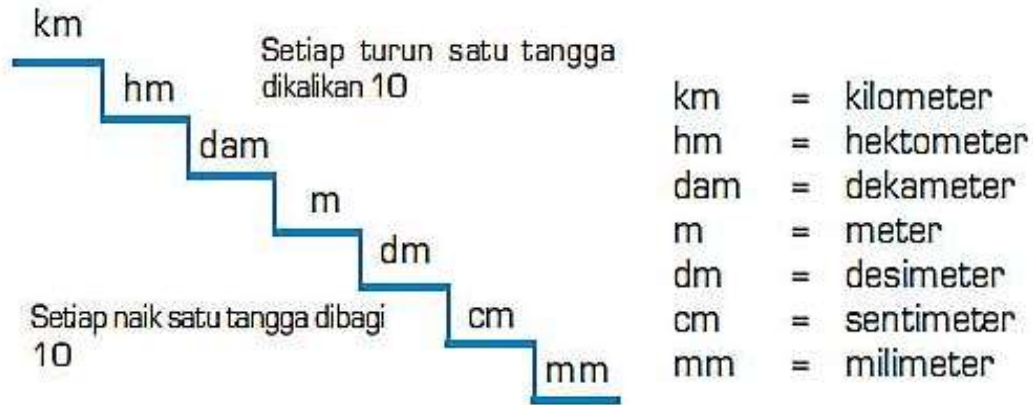 km
Setiap turun satu tangga
dikalikan 10
hm
dam
m
dm
cm
mm
Setiap naik satu tangga dibagi
10
km = kilometer
hm = hektometer
dam = dekameter
m = meter
dm = desimeter
cm = sentimeter
mm = milimeter